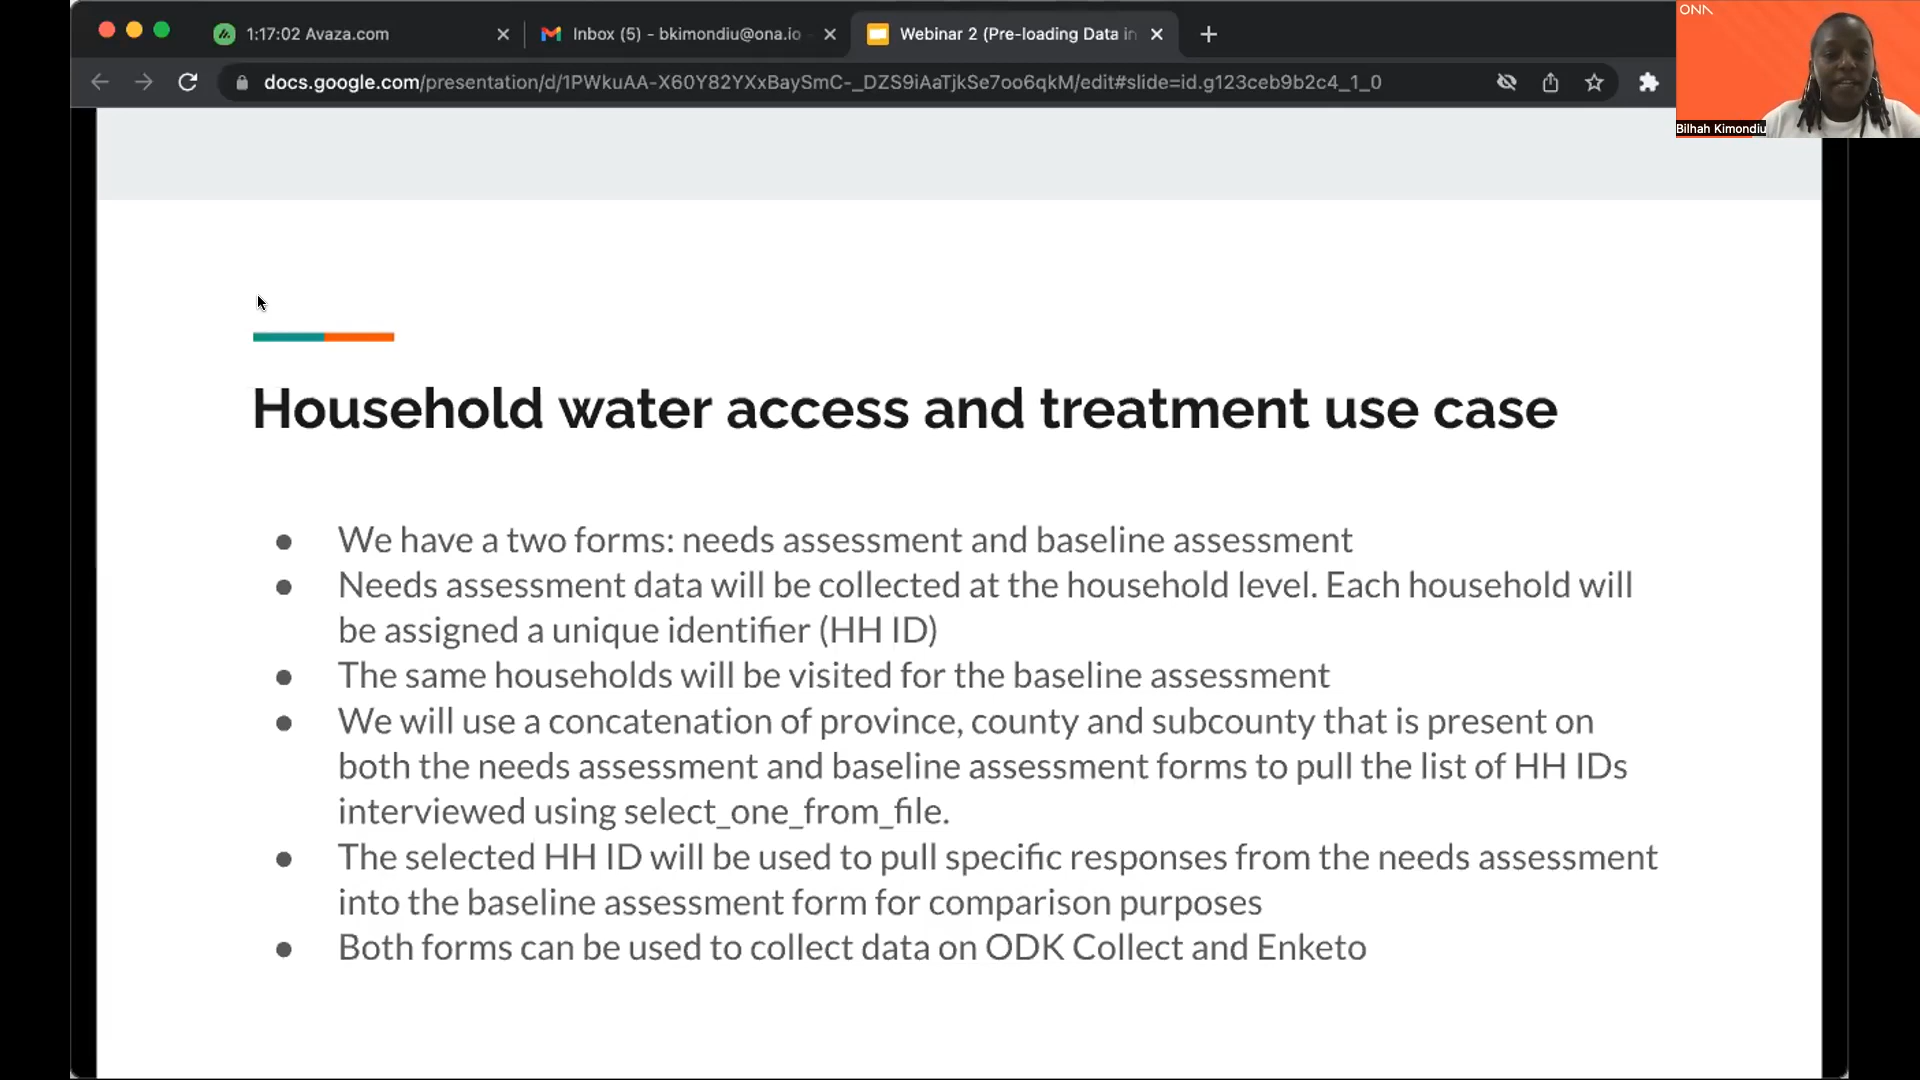 1:17:02 Avaza.com
Inbox (5) - bkimondiu@ona.io
Webinar 2 (Pre-loading Data in
docs.google.com/presentation/d/1PWkuAA-X60Y82YXxBaySmC-_DZS9iAaTjkSe7oo6qkM/edit#slide=id.g123ceb9b2c4_1_0
ONA
Bilhah Kimondiu
Household water access and treatment use case
● We have a two forms: needs assessment and baseline assessment
● Needs assessment data will be collected at the household level. Each household will
be assigned a unique identifier (HH ID)
● The same households will be visited for the baseline assessment
● We will use a concatenation of province, county and subcounty that is present on
both the needs assessment and baseline assessment forms to pull the list of HH IDs
interviewed using select_one_from_file.
● The selected HH ID will be used to pull specific responses from the needs assessment
into the baseline assessment form for comparison purposes
● Both forms can be used to collect data on ODK Collect and Enketo